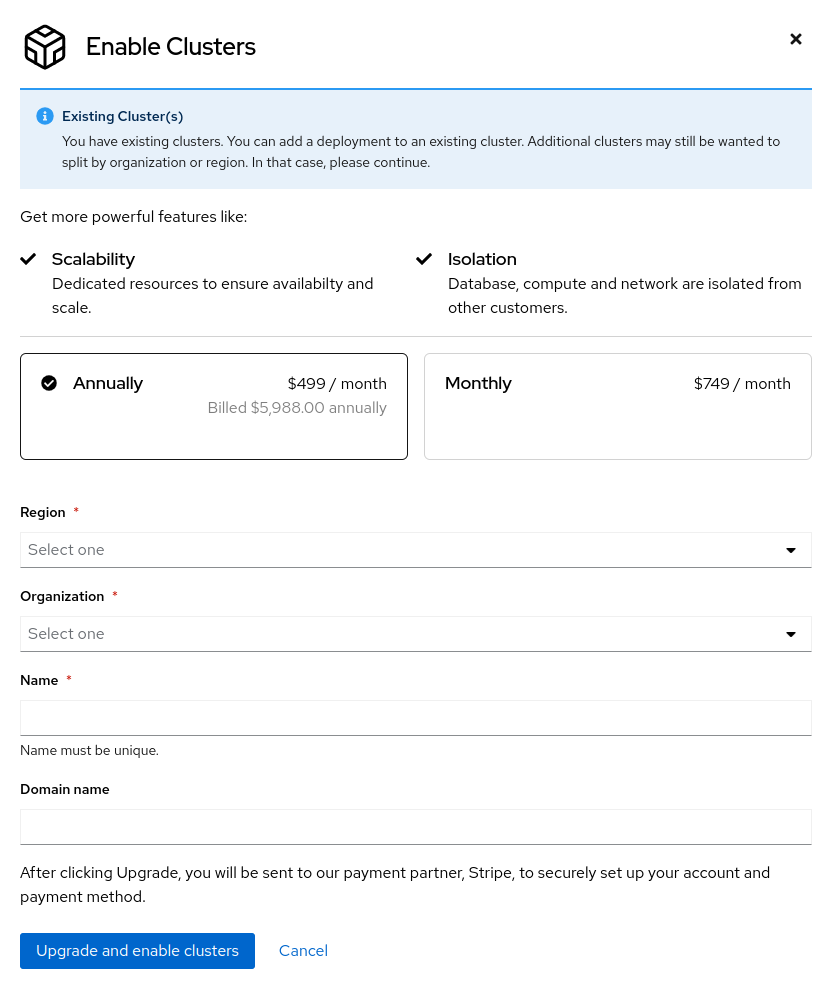 Enable Clusters
Existing Cluster(s)
You have existing clusters. You can add a deployment to an existing cluster. Additional clusters may still be wanted to
split by organization or region. In that case, please continue.
Get more powerful features like:
Scalability
Dedicated resources to ensure availabilty and
scale.
Isolation
Database, compute and network are isolated from
other customers.
Annually
$499 / month
Billed $5,988.00 annually
Monthly
$749 / month
Region *
Select one
Organization *
Select one
Name *
Name must be unique.
Domain name
After clicking Upgrade, you will be sent to our payment partner, Stripe, to securely set up your account and
payment method.
Upgrade and enable clusters
Cancel